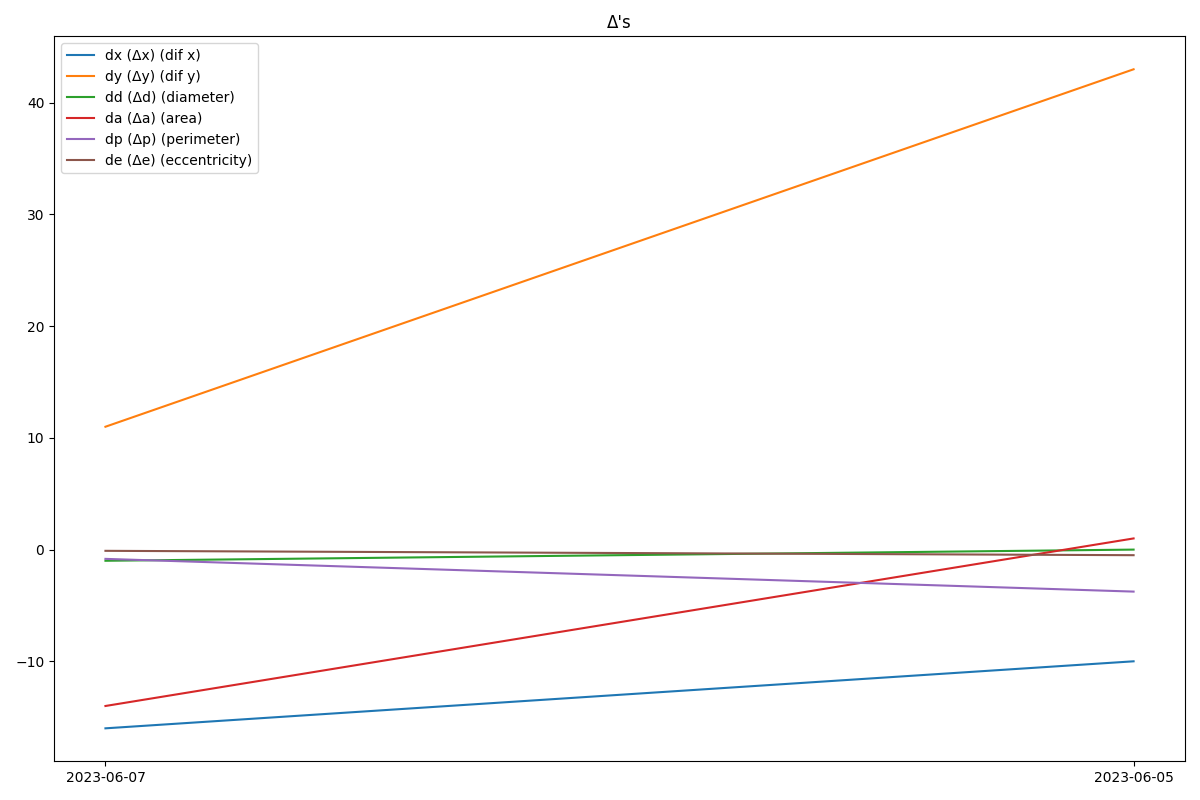 Δ's
dx (Δx) (dif x)
dy (Δy) (dif y)
dd (Δd) (diameter)
da (Δa) (area)
dp (Δp) (perimeter)
de (Δe) (eccentricity)
40
30
20
10
0
−10
2023-06-07 2023-06-05